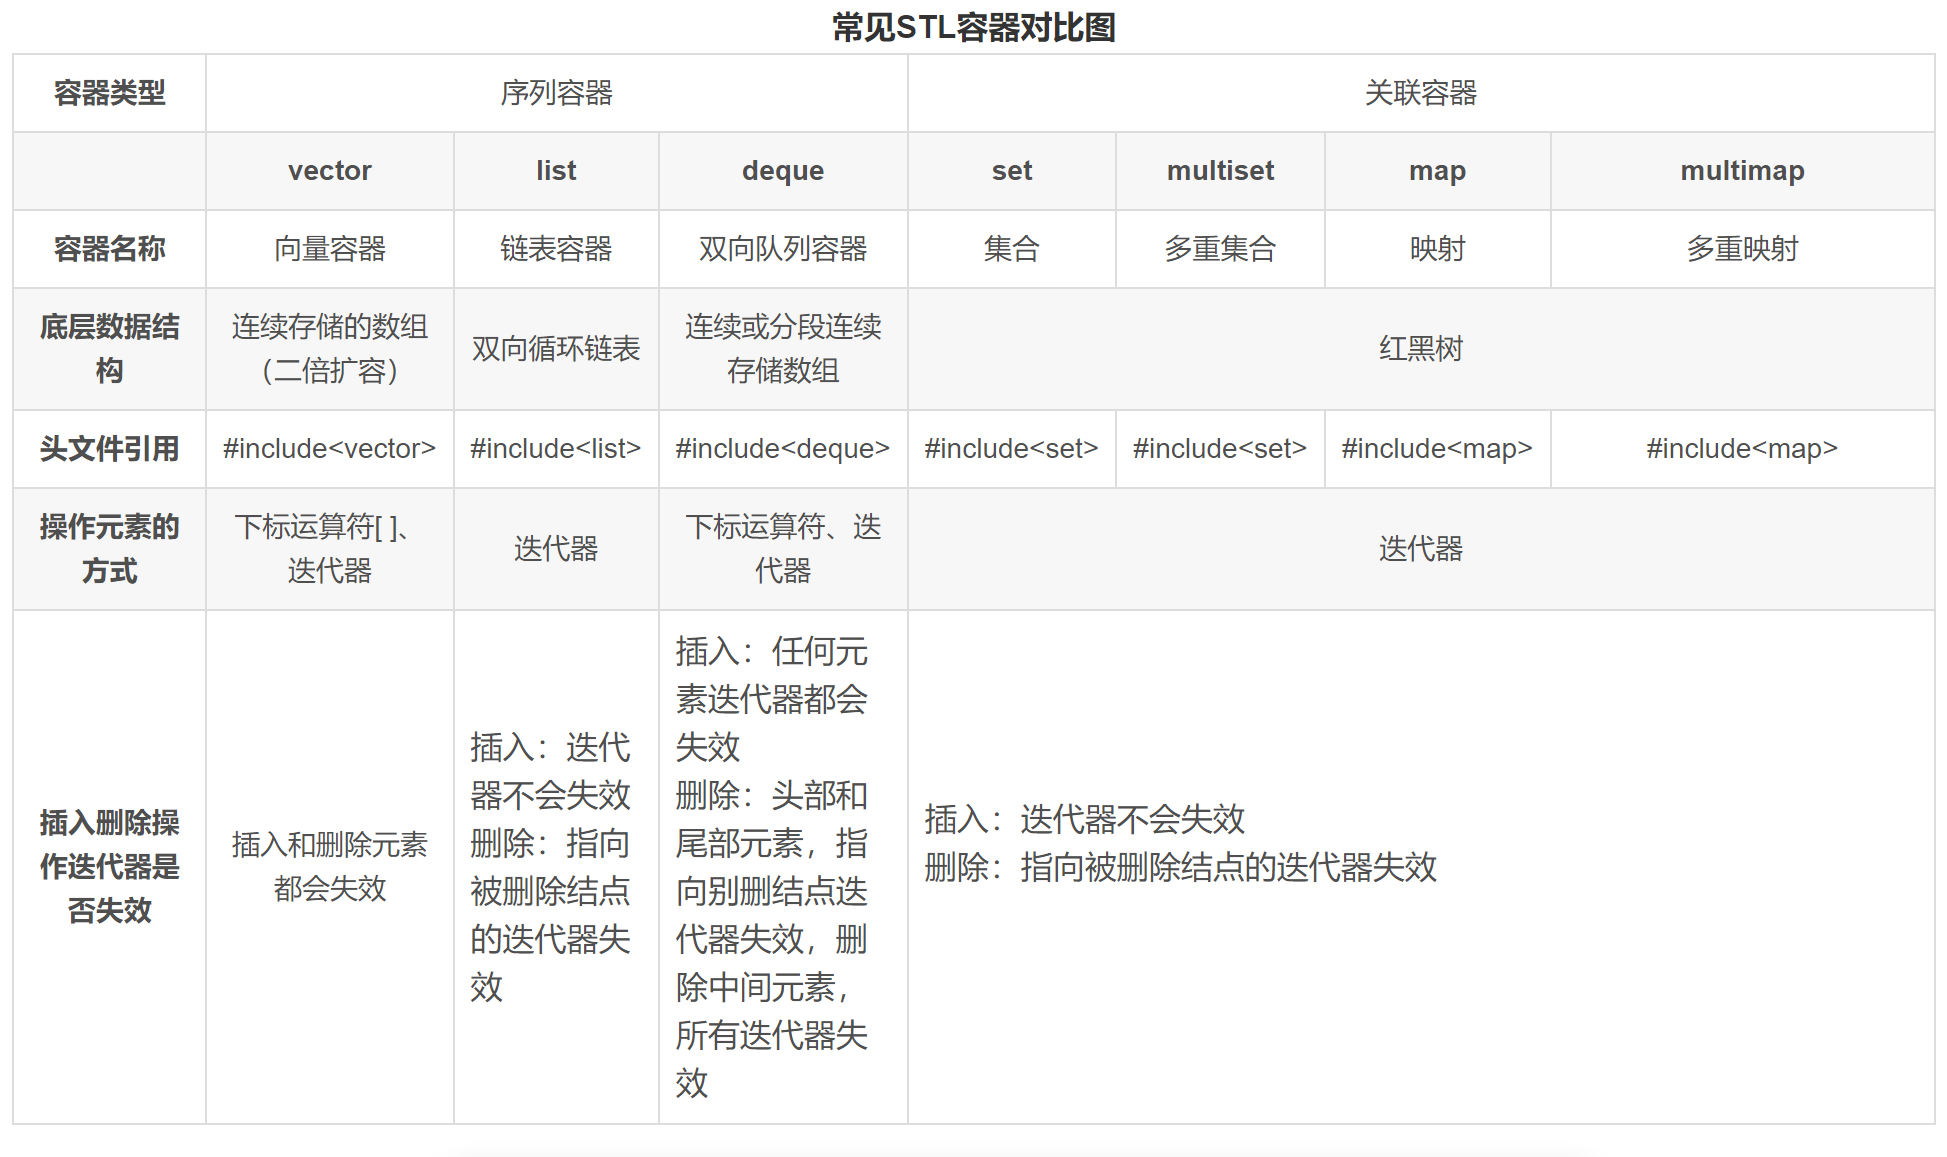 常见STL容器对比图
容器类型
序列容器
关联容器
vector
list
deque
set
multiset
map
multimap
容器名称
向量容器
链表容器
双向队列容器
集合
多重集合
映射
多重映射
底层数据结
构
连续存储的数组
（二倍扩容）
双向循环链表
连续或分段连续
存储数组
红黑树
头文件引用
#include<vector>
#include<list>
#include<deque>
#include<set>
#include<set>
#include<map>
#include<map>
操作元素的
方式
下标运算符[ ]、
迭代器
迭代器
下标运算符、迭
代器
迭代器
插入删除操
作迭代器是
否失效
插入和删除元素
都会失效
插入：迭代
器不会失效
删除：指向
被删除结点
的迭代器失
效
插入：任何元
素迭代器都会
失效
删除：头部和
尾部元素，指
向别删结点迭
代器失效，删
除中间元素，
所有迭代器失
效
插入：迭代器不会失效
删除：指向被删除结点的迭代器失效